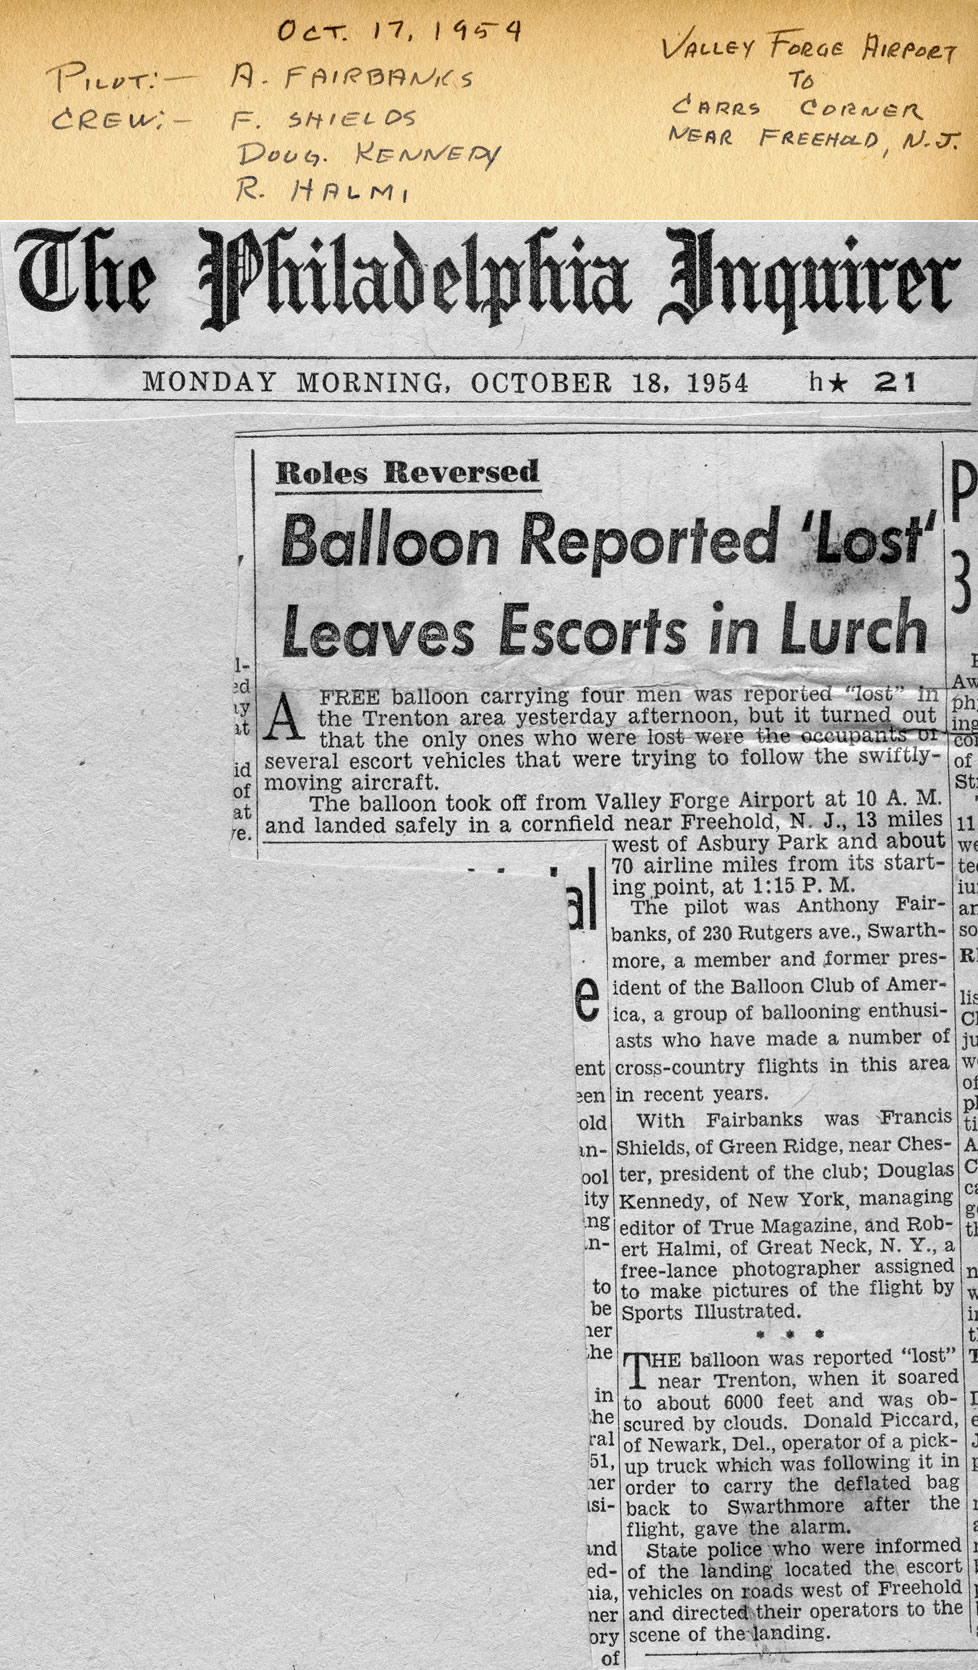 OCT. 17, 1954
PILOT:— A. FAIRBANKS
CREW:— F. SHIELDS
DOUG. KENNEDY
R. HALMI
VALLEY FORGE AIRPORT
TO
CARRS CORNER
NEAR FREEHOLD, N.J.
The Philadelphia Inquirer
MONDAY MORNING, OCTOBER 18, 1954 h★ 21
Roles Reversed
Balloon Reported 'Lost'
Leaves Escorts in Lurch
A FREE balloon carrying four men was reported "lost" in
the Trenton area yesterday afternoon, but it turned out
that the only ones who were lost were the occupants of
several escort vehicles that were trying to follow the swiftly-
moving aircraft.
The balloon took off from Valley Forge Airport at 10 A. M.
and landed safely in a cornfield near Freehold, N. J., 13 miles
west of Asbury Park and about
70 airline miles from its start-
ing point, at 1:15 P. M.
The pilot was Anthony Fair-
banks, of 230 Rutgers ave., Swarth-
more, a member and former pres-
ident of the Balloon Club of Amer-
ica, a group of ballooning enthusi-
asts who have made a number of
cross-country flights in this area
in recent years.
With Fairbanks was Francis
Shields, of Green Ridge, near Ches-
ter, president of the club; Douglas
Kennedy, of New York, managing
editor of True Magazine, and Rob-
ert Halmi, of Great Neck, N. Y., a
free-lance photographer assigned
to make pictures of the flight by
Sports Illustrated.
* * *
THE balloon was reported "lost"
near Trenton, when it soared
to about 6000 feet and was ob-
scured by clouds. Donald Piccard,
of Newark, Del., operator of a pick-
up truck which was following it in
order to carry the deflated bag
back to Swarthmore after the
flight, gave the alarm.
State police who were informed
of the landing located the escort
vehicles on roads west of Freehold
and directed their operators to the
scene of the landing.